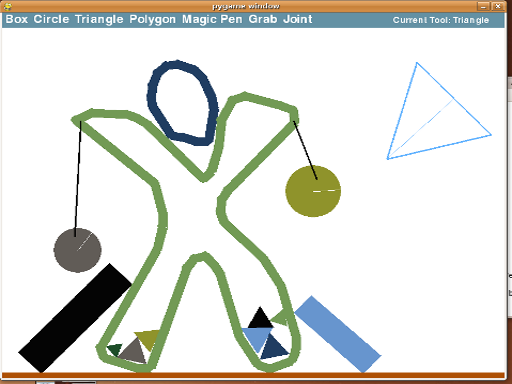 pygame window
Box Circle Triangle Polygon Magic Pen Grab Joint
Current Tool: Triangle